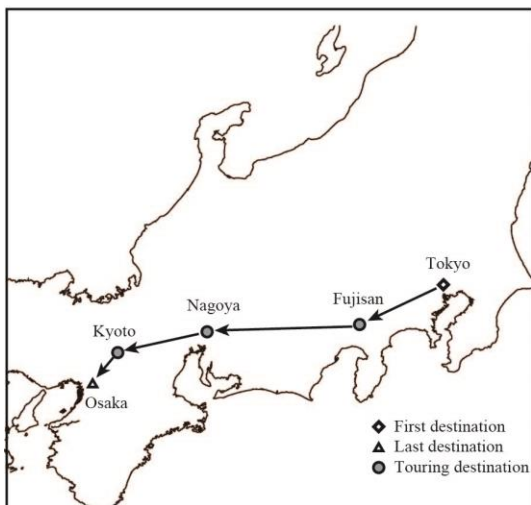 Tokyo
Fujisan
Nagoya
Kyoto
Osaka
First destination
Last destination
Touring destination